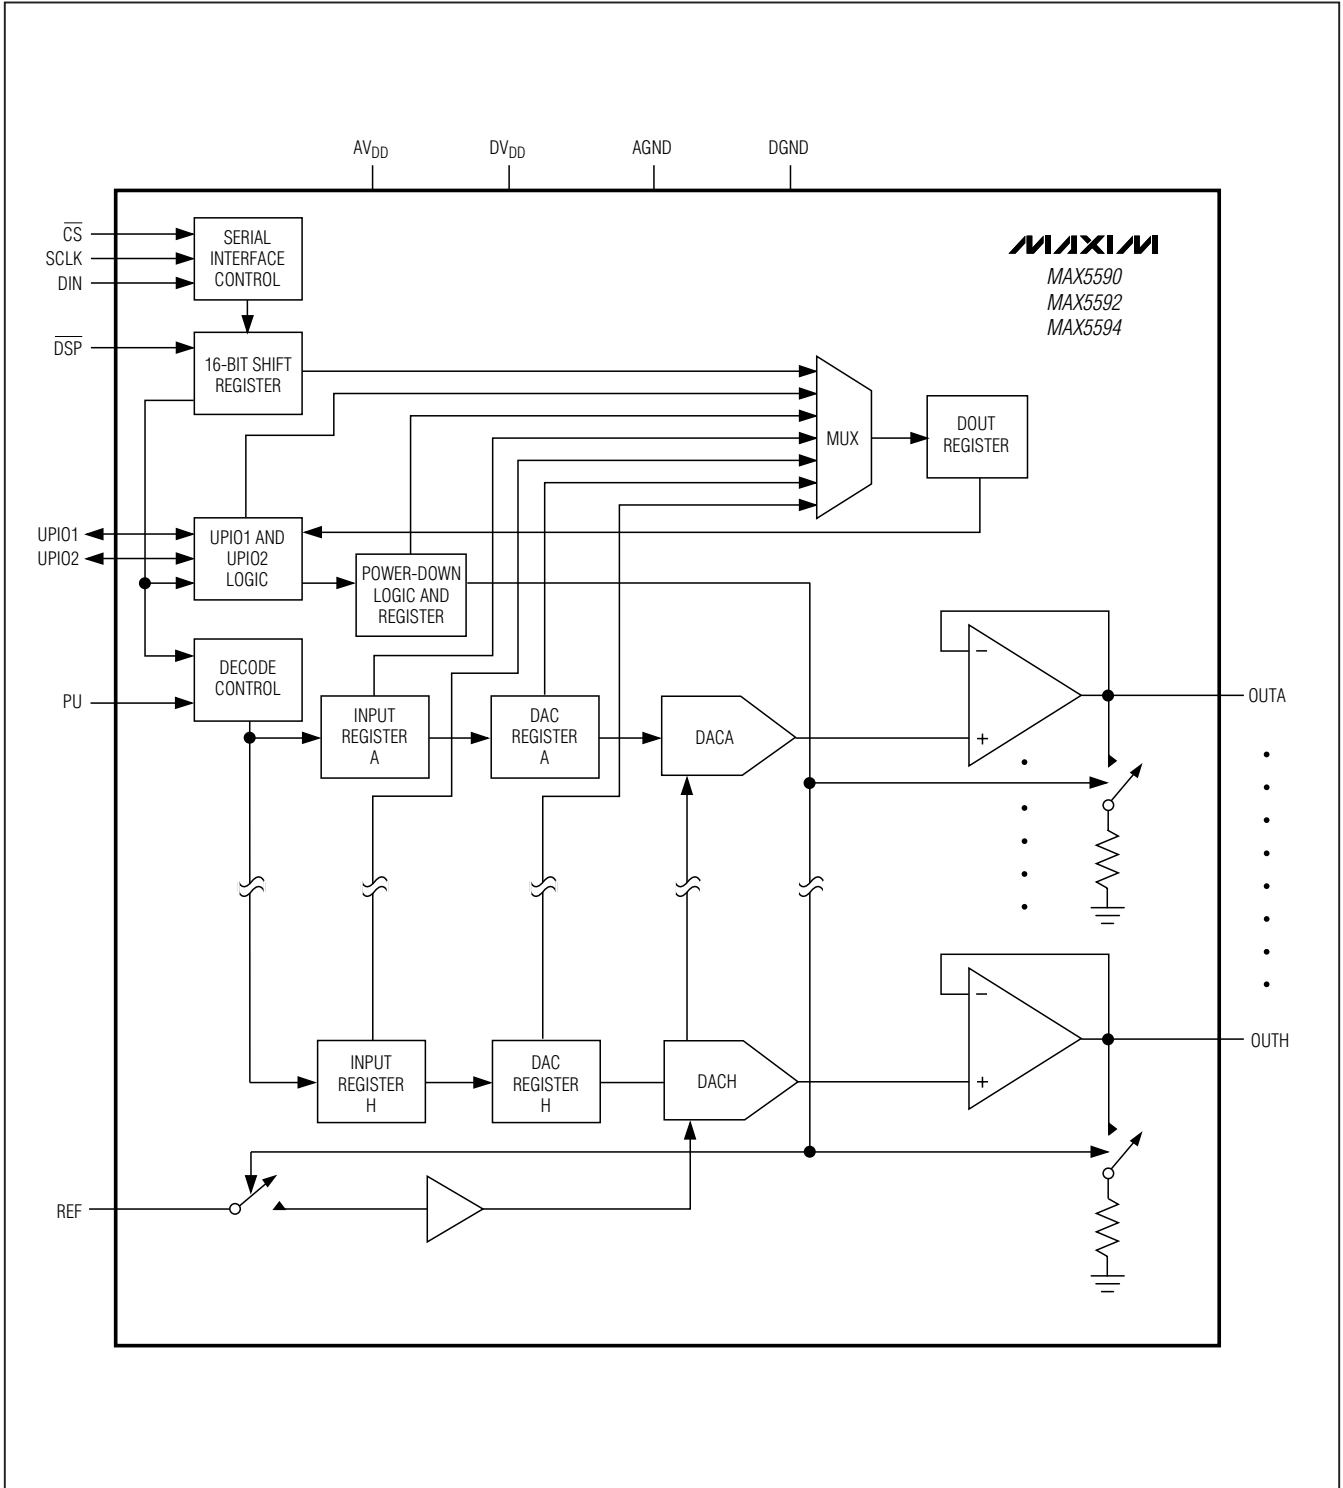 AVDD DVDD AGND DGND
CS
SCLK
DIN
SERIAL
INTERFACE
CONTROL
MAXIM
MAX5590
MAX5592
MAX5594
DSP
16-BIT SHIFT
REGISTER
MUX
DOUT
REGISTER
UPIO1
UPIO2
UPIO1 AND
UPIO2
LOGIC
POWER-DOWN
LOGIC AND
REGISTER
DECODE
CONTROL
PU
INPUT
REGISTER
A
DAC
REGISTER
A
DACA
−
+
OUTA
INPUT
REGISTER
H
DAC
REGISTER
H
DACH
−
+
OUTH
REF